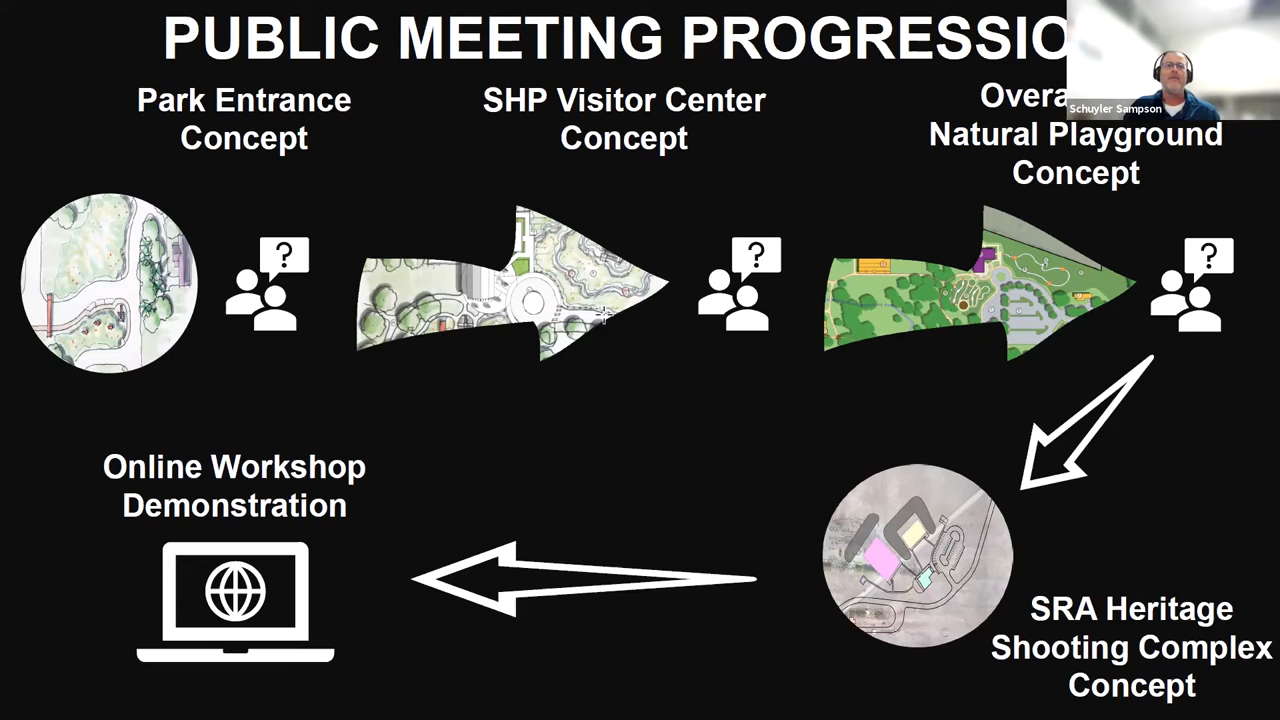 PUBLIC MEETING PROGRESSIO
Schuyler Sampson
Park Entrance
Concept
SHP Visitor Center
Concept
Overa
Natural Playground
Concept
?
?
?
Online Workshop
Demonstration
SRA Heritage
Shooting Complex
Concept